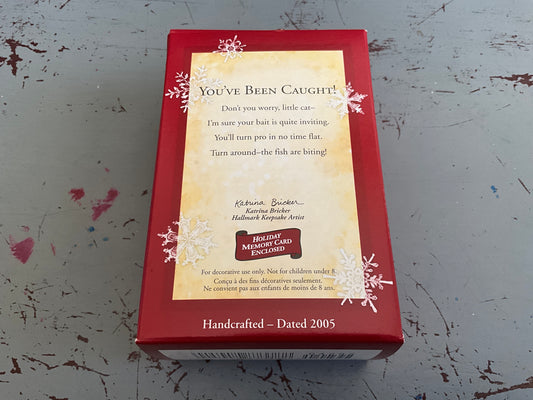 YOU'VE BEEN CAUGHT!
Don't you worry, little cat–
I'm sure your bait is quite inviting.
You'll turn pro in no time flat.
Turn around–the fish are biting!
Katrina Bricker
Katrina Bricker
Hallmark Keepsake Artist
HOLIDAY
MEMORY CARD
ENCLOSED
For decorative use only. Not for children under 8.
Conçu à des fins décoratives seulement.
Ne convient pas aux enfants de moins de 8 ans.
Handcrafted – Dated 2005